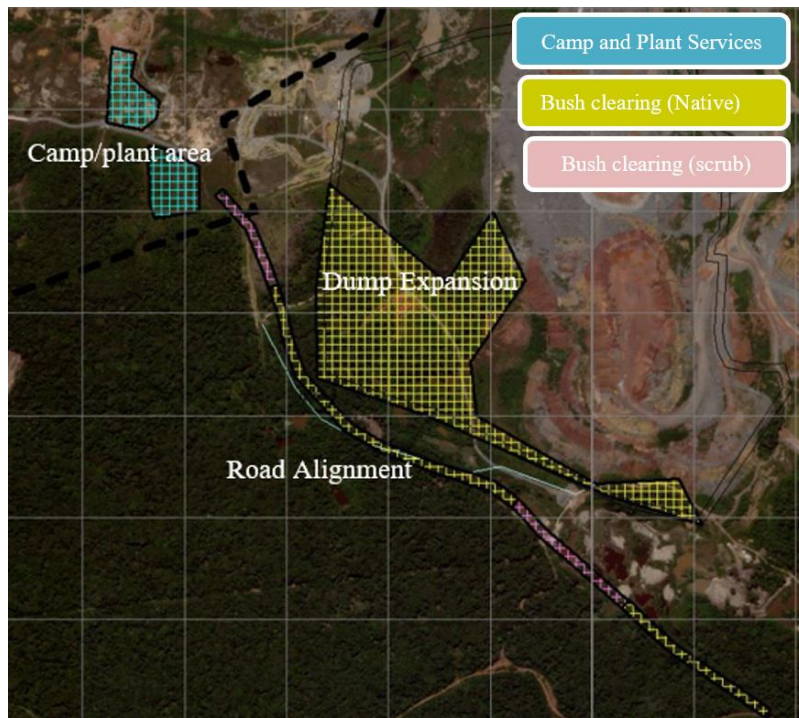 Camp and Plant Services
Bush clearing (Native)
Bush clearing (scrub)
Camp/plant area
Dump Expansion
Road Alignment